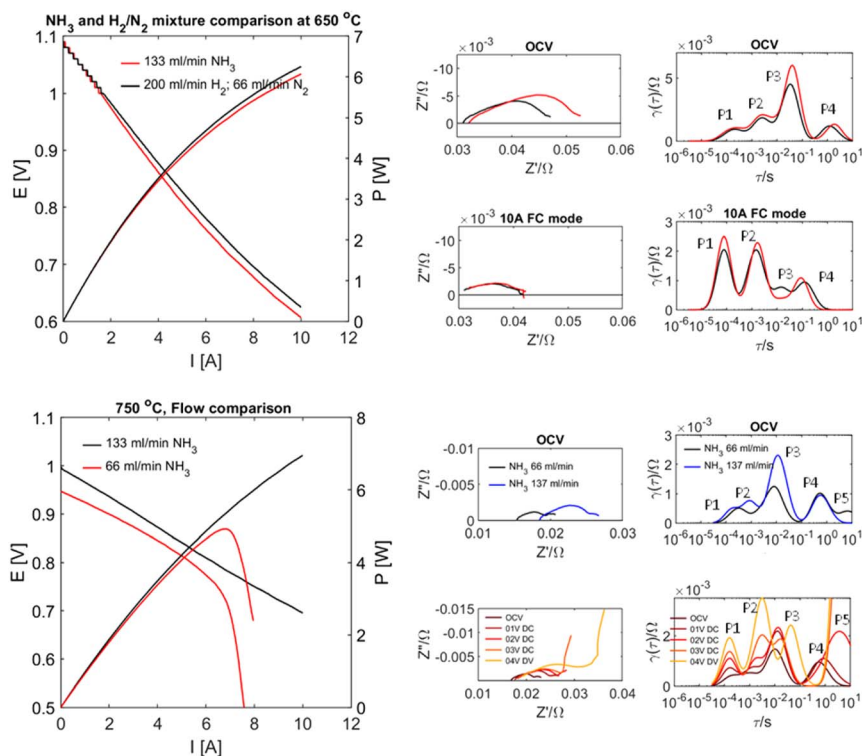 NH3 and H2/N2 mixture comparison at 650 °C
1.1
1
0.9
0.8
0.7
0.6
E [V]
133 ml/min NH3
200 ml/min H2; 66 ml/min N2
7
6
5
4
3
2
1
0
P [W]
0 2 4 6 8 10 12
I [A]
×10-3
OCV
-10
-5
0
Z''/Ω
0.03 0.04 0.05 0.06
Z'/Ω
×10-3
OCV
5
0
γ(τ)/Ω
P1 P2 P3 P4
10-6 10-5 10-4 10-3 10-2 10-1 100 101
τ/s
×10-3
10A FC mode
-10
-5
0
Z''/Ω
0.03 0.04 0.05 0.06
Z'/Ω
×10-3
10A FC mode
3
2
1
0
γ(τ)/Ω
P1 P2 P3 P4
10-6 10-5 10-4 10-3 10-2 10-1 100 101
τ/s
750 °C, Flow comparison
1.1
1
0.9
0.8
0.7
0.6
0.5
E [V]
133 ml/min NH3
66 ml/min NH3
8
6
4
2
0
P [W]
0 2 4 6 8 10 12
I [A]
OCV
-0.01
-0.005
0
Z''/Ω
NH3 66 ml/min
NH3 137 ml/min
0.01 0.02 0.03
Z'/Ω
×10-3
OCV
3
2
1
0
γ(τ)/Ω
NH3 66 ml/min
NH3 137 ml/min
P1 P2 P3 P4 P5
10-6 10-5 10-4 10-3 10-2 10-1 100 101
τ/s
-0.015
-0.01
-0.005
Z''/Ω
OCV
01V DC
02V DC
03V DC
04V DV
0.01 0.02 0.03 0.04
Z'/Ω
×10-3
2
0
γ(τ)/Ω
OCV
01V DC
02V DC
03V DC
04V DV
P1 P2 P3 P4 P5
10-6 10-5 10-4 10-3 10-2 10-1 100 101
τ/s